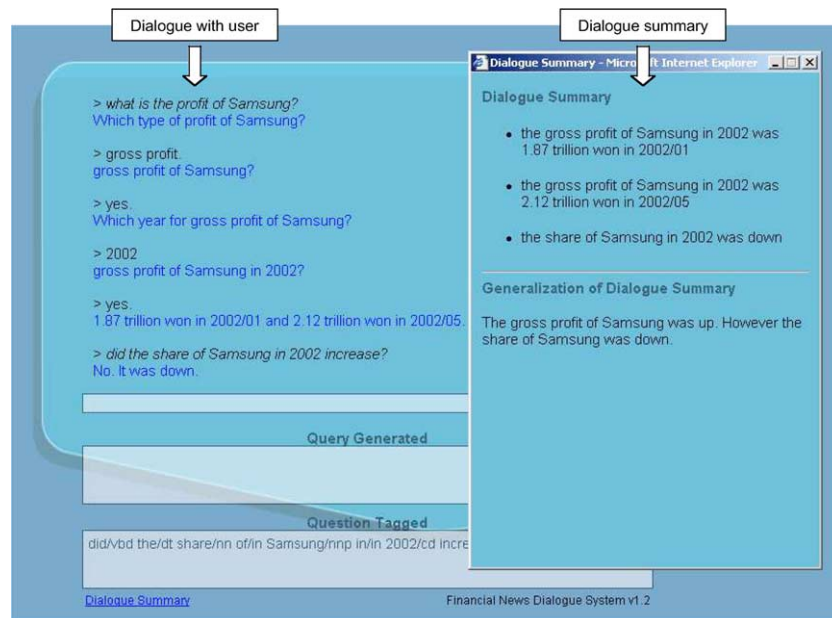 Dialogue with user
Dialogue summary
> what is the profit of Samsung?
Which type of profit of Samsung?
> gross profit.
gross profit of Samsung?
> yes.
Which year for gross profit of Samsung?
> 2002
gross profit of Samsung in 2002?
> yes.
1.87 trillion won in 2002/01 and 2.12 trillion won in 2002/05.
> did the share of Samsung in 2002 increase?
No. It was down.
Query Generated
Question Tagged
did/vbd the/dt share/nn of/in Samsung/nnp in/in 2002/cd incre
Dialogue Summary
Financial News Dialogue System v1.2
Dialogue Summary - Micro ft Internet Explorer
Dialogue Summary
• the gross profit of Samsung in 2002 was
1.87 trillion won in 2002/01
• the gross profit of Samsung in 2002 was
2.12 trillion won in 2002/05
• the share of Samsung in 2002 was down
Generalization of Dialogue Summary
The gross profit of Samsung was up. However the
share of Samsung was down.